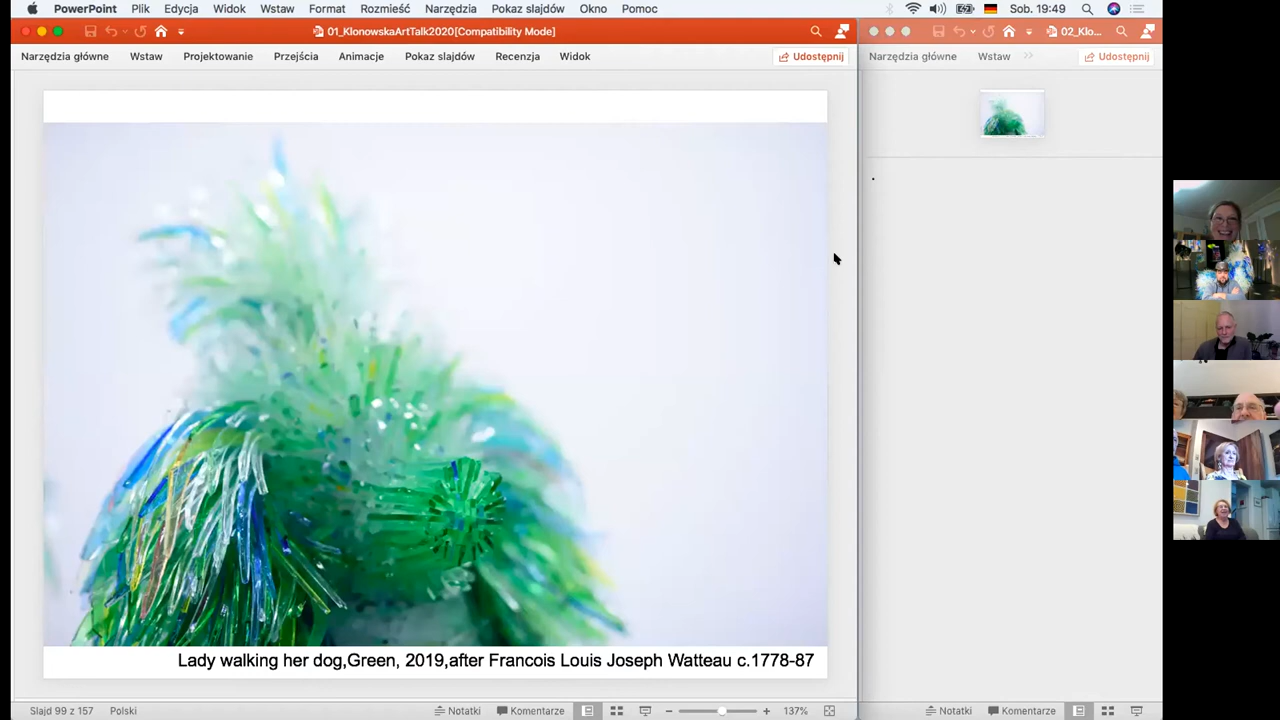 PowerPoint Plik Edycja Widok Wstaw Format Rozmieść Narzędzia Pokaz slajdów Okno Pomoc Sob. 19:49
01_KlonowskaArtTalk2020[Compatibility Mode] 02_Klo...
Narzędzia główne Wstaw Projektowanie Przejścia Animacje Pokaz slajdów Recenzja Widok Udostępnij Narzędzia główne Wstaw >> Udostępnij
Lady walking her dog,Green, 2019,after Francois Louis Joseph Watteau c.1778-87
Slajd 99 z 157 Polski Notatki Komentarze 137% Notatki Komentarze